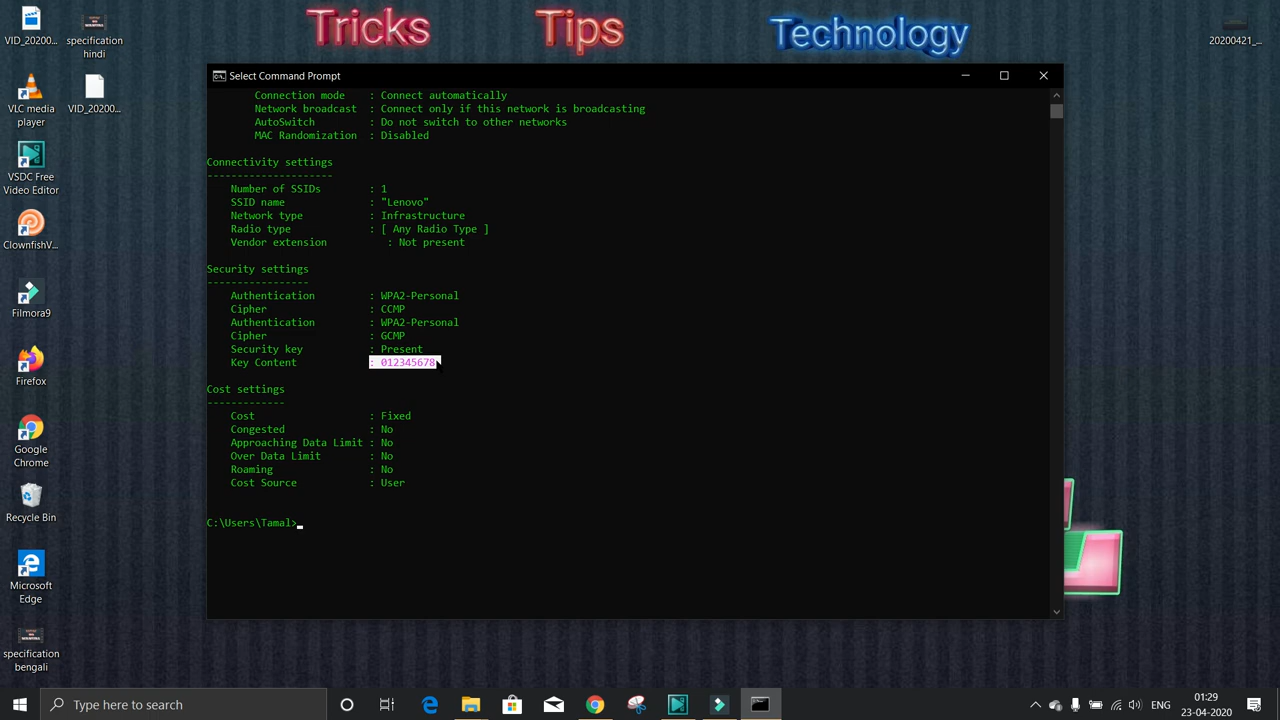 Tricks Tips Technology
VID_20200...
specification
hindi
20200421_...
VLC media
player
VID_20200...
VSDC Free
Video Editor
ClownfishV...
Filmora9
Firefox
Google
Chrome
Recycle Bin
Microsoft
Edge
specification
bengali
Select Command Prompt
Connection mode : Connect automatically
Network broadcast : Connect only if this network is broadcasting
AutoSwitch : Do not switch to other networks
MAC Randomization : Disabled
Connectivity settings
---------------------
Number of SSIDs : 1
SSID name : "Lenovo"
Network type : Infrastructure
Radio type : [ Any Radio Type ]
Vendor extension : Not present
Security settings
-----------------
Authentication : WPA2-Personal
Cipher : CCMP
Authentication : WPA2-Personal
Cipher : GCMP
Security key : Present
Key Content : 012345678
Cost settings
-------------
Cost : Fixed
Congested : No
Approaching Data Limit : No
Over Data Limit : No
Roaming : No
Cost Source : User
C:\Users\Tamal>
Type here to search
ENG
01:29
23-04-2020